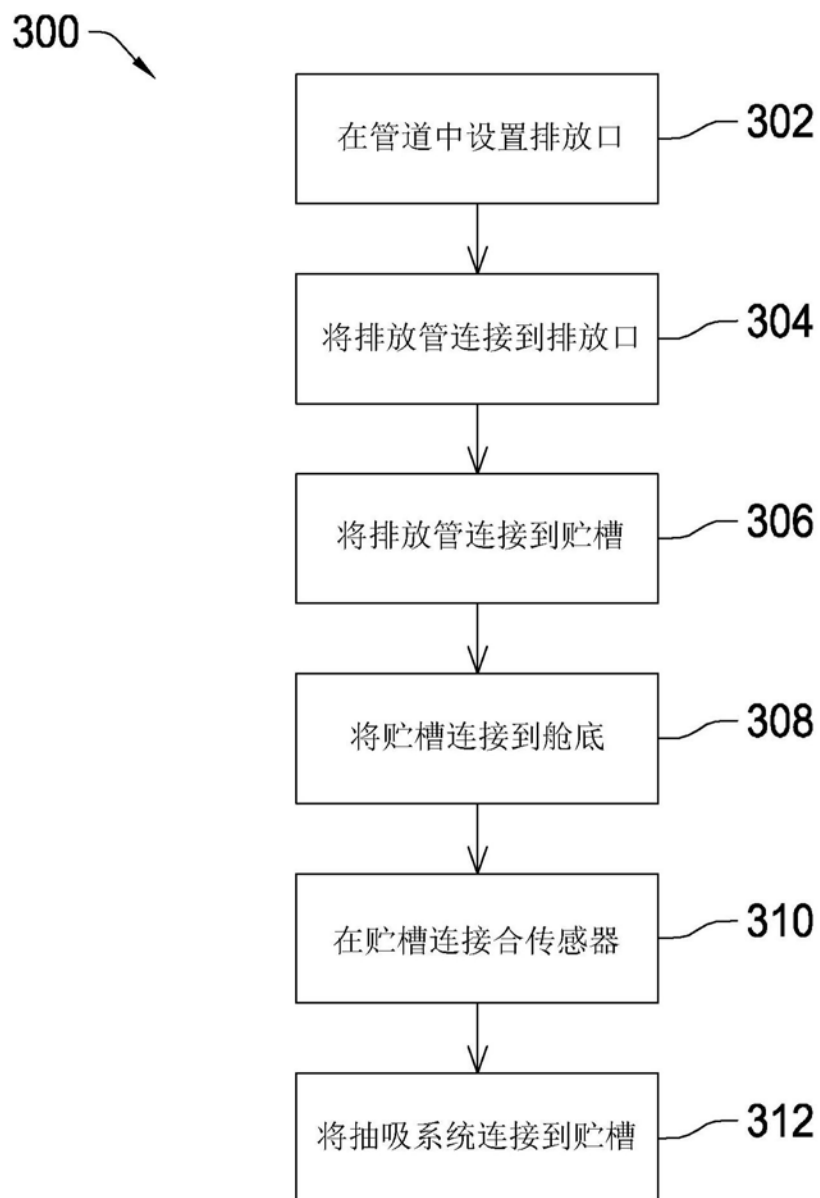 300
在管道中设置排放口
302
将排放管连接到排放口
304
将排放管连接到贮槽
306
将贮槽连接到舱底
308
在贮槽连接合传感器
310
将抽吸系统连接到贮槽
312